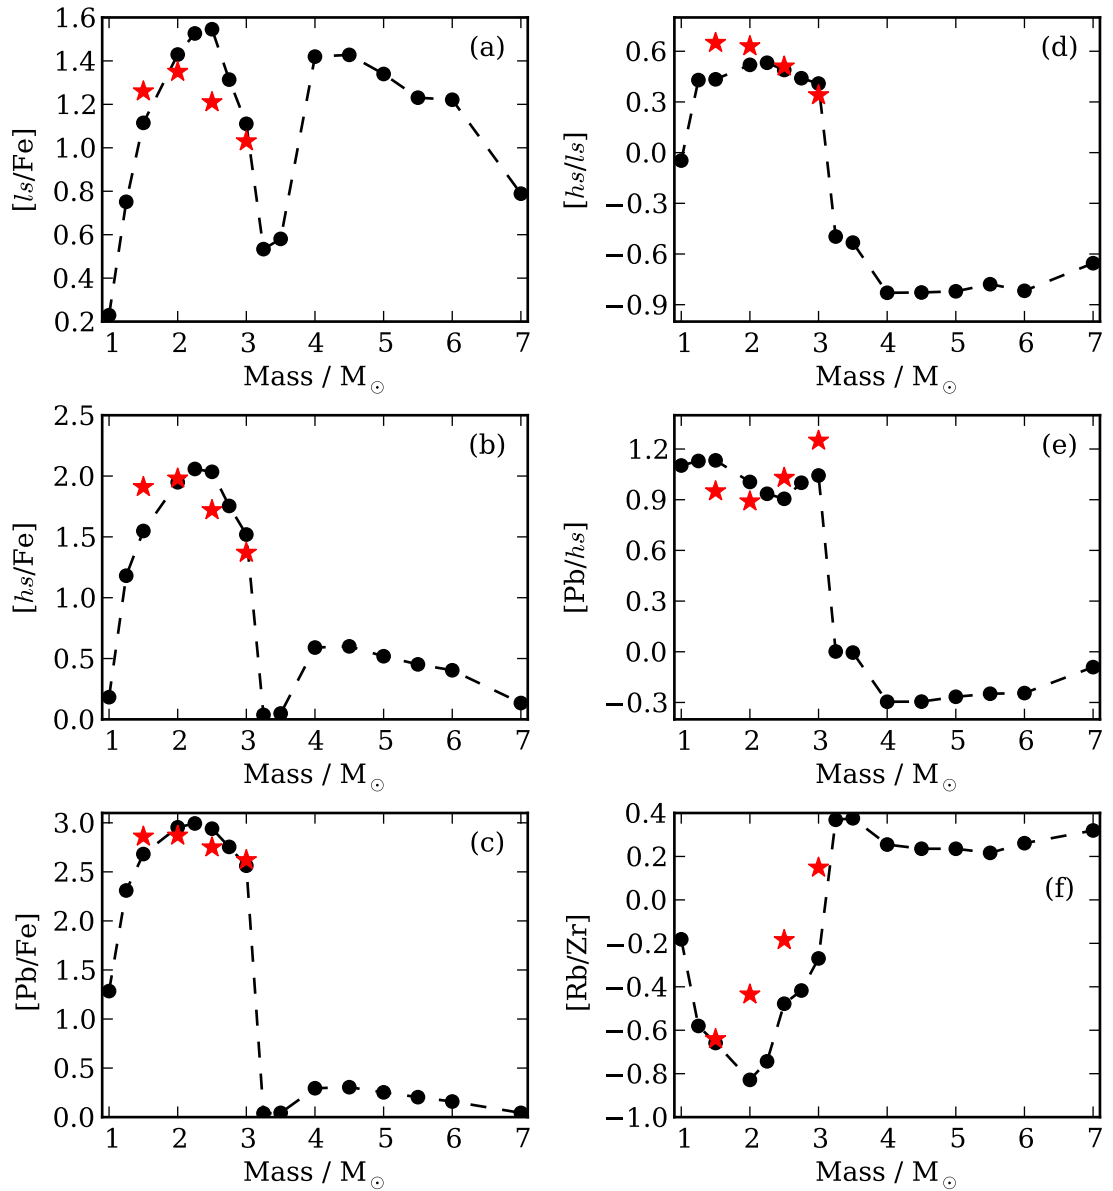 1.6
1.4
1.2
1.0
0.8
0.6
0.4
0.2
[ls/Fe]
(a)
1 2 3 4 5 6 7
Mass / M⊙
0.6
0.3
0.0
−0.3
−0.6
−0.9
[hs/ls]
(d)
1 2 3 4 5 6 7
Mass / M⊙
2.5
2.0
1.5
1.0
0.5
0.0
[hs/Fe]
(b)
1 2 3 4 5 6 7
Mass / M⊙
1.2
0.9
0.6
0.3
0.0
−0.3
[Pb/hs]
(e)
1 2 3 4 5 6 7
Mass / M⊙
3.0
2.5
2.0
1.5
1.0
0.5
0.0
[Pb/Fe]
(c)
1 2 3 4 5 6 7
Mass / M⊙
0.4
0.2
0.0
−0.2
−0.4
−0.6
−0.8
−1.0
[Rb/Zr]
(f)
1 2 3 4 5 6 7
Mass / M⊙